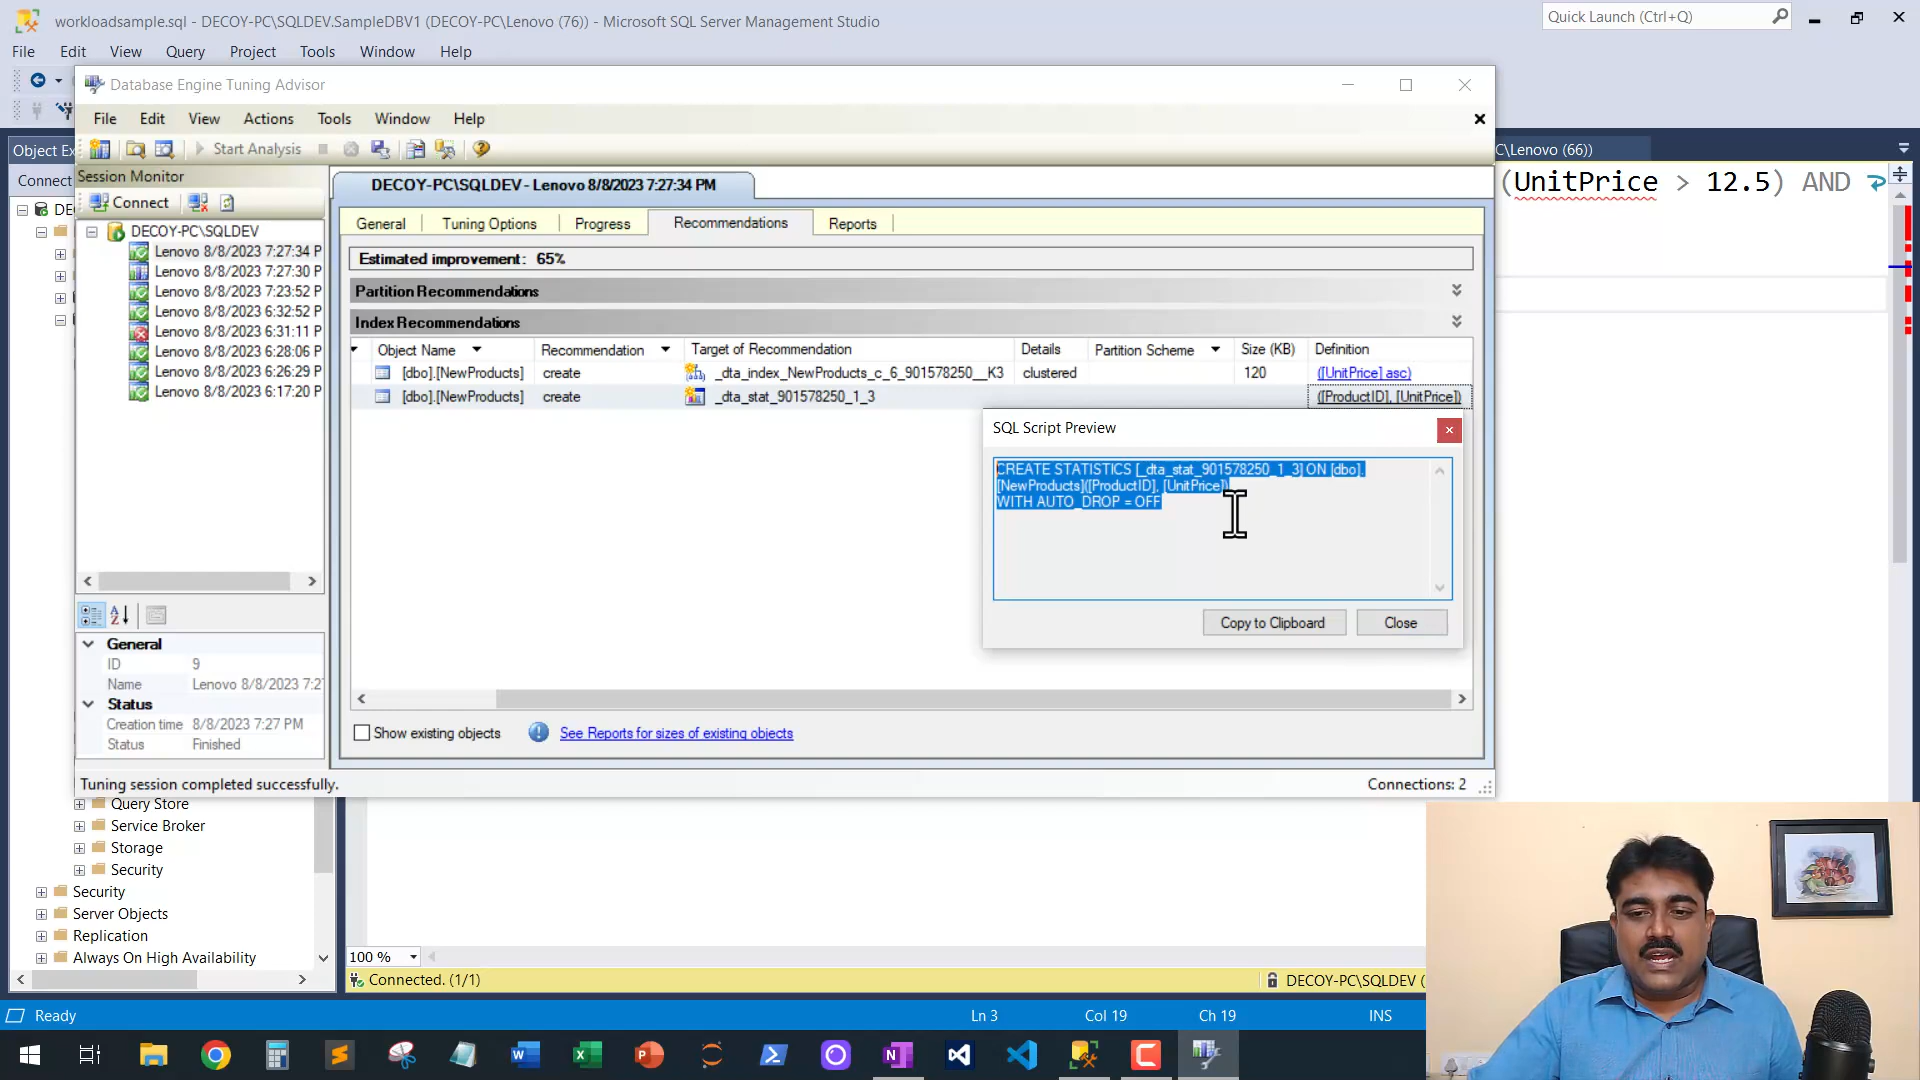 workloadsample.sql - DECOY-PC\SQLDEV.SampleDBV1 (DECOY-PC\Lenovo (76)) - Microsoft SQL Server Management Studio
Quick Launch (Ctrl+Q)
File Edit View Query Project Tools Window Help
Database Engine Tuning Advisor
File Edit View Actions Tools Window Help
Start Analysis
Object Ex
C\Lenovo (66))
Session Monitor
Connect
Connect
DECOY-PC\SQLDEV - Lenovo 8/8/2023 7:27:34 PM
(UnitPrice > 12.5) AND
General Tuning Options Progress Recommendations Reports
DE
DECOY-PC\SQLDEV
Lenovo 8/8/2023 7:27:34 P
Lenovo 8/8/2023 7:27:30 P
Lenovo 8/8/2023 7:23:52 P
Lenovo 8/8/2023 6:32:52 P
Lenovo 8/8/2023 6:31:11 P
Lenovo 8/8/2023 6:28:06 P
Lenovo 8/8/2023 6:26:29 P
Lenovo 8/8/2023 6:17:20 P
Estimated improvement: 65%
Partition Recommendations
Index Recommendations
Object Name Recommendation Target of Recommendation Details Partition Scheme Size (KB) Definition
[dbo].[NewProducts] create _dta_index_NewProducts_c_6_901578250__K3 clustered 120 ([UnitPrice] asc)
[dbo].[NewProducts] create _dta_stat_901578250_1_3 ([ProductID], [UnitPrice])
SQL Script Preview
CREATE STATISTICS [_dta_stat_901578250_1_3] ON [dbo].
[NewProducts]([ProductID], [UnitPrice])
WITH AUTO_DROP = OFF
Copy to Clipboard Close
General
ID 9
Name Lenovo 8/8/2023 7:27
Status
Creation time 8/8/2023 7:27 PM
Status Finished
Show existing objects See Reports for sizes of existing objects
Tuning session completed successfully. Connections: 2
Query Store
Service Broker
Storage
Security
Security
Server Objects
Replication
Always On High Availability
100 %
Connected. (1/1) DECOY-PC\SQLDEV (
Ready Ln 3 Col 19 Ch 19 INS